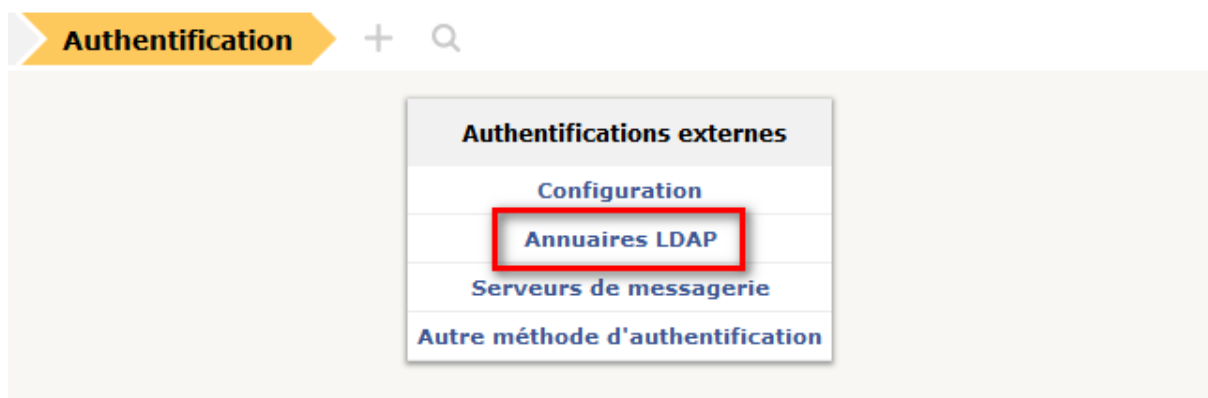 Authentification
Authentifications externes
Configuration
Annuaires LDAP
Serveurs de messagerie
Autre méthode d'authentification